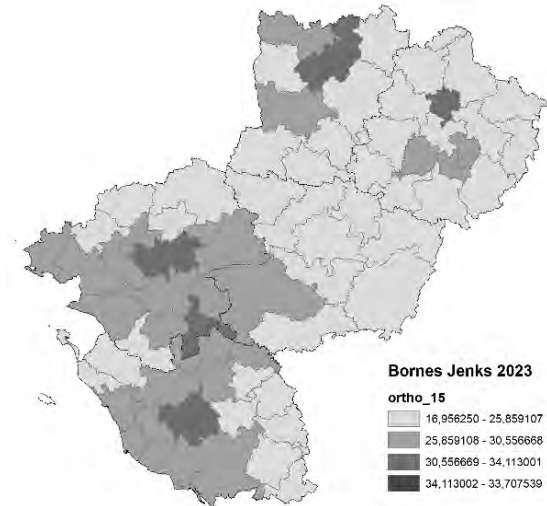 Bornes Jenks 2023
ortho_15
16,956250 - 25,859107
25,859108 - 30,556668
30,556669 - 34,113001
34,113002 - 33,707539